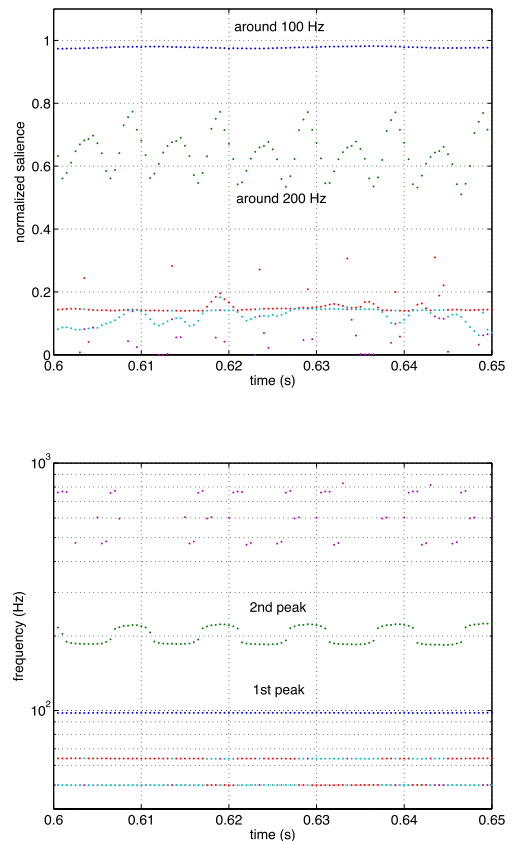 around 100 Hz
1
0.8
0.6
around 200 Hz
0.4
0.2
0
normalized salience
0.6 0.61 0.62 0.63 0.64 0.65
time (s)
10^3
2nd peak
1st peak
10^2
frequency (Hz)
0.6 0.61 0.62 0.63 0.64 0.65
time (s)